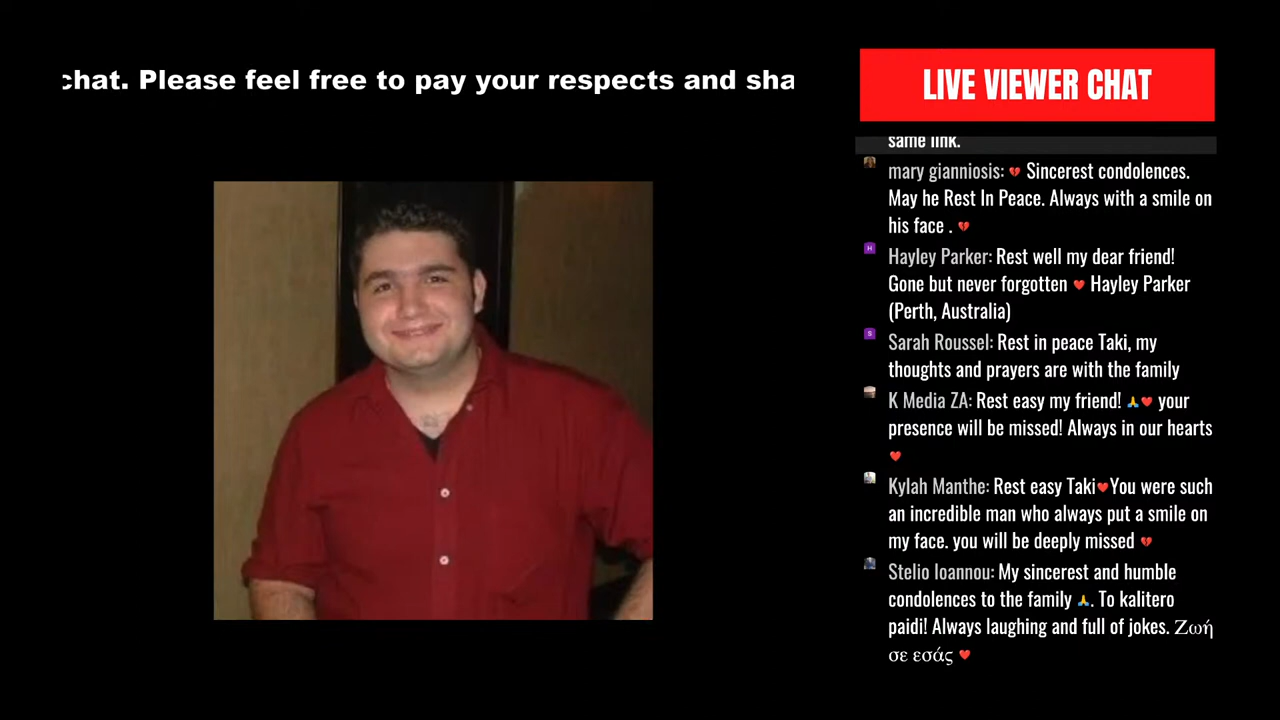 chat. Please feel free to pay your respects and sha
LIVE VIEWER CHAT
same link.
mary gianniosis: 💔 Sincerest condolences.
May he Rest In Peace. Always with a smile on
his face . 💔
H
Hayley Parker: Rest well my dear friend!
Gone but never forgotten ❤️ Hayley Parker
(Perth, Australia)
S
Sarah Roussel: Rest in peace Taki, my
thoughts and prayers are with the family
K Media ZA: Rest easy my friend! 🙏❤️ your
presence will be missed! Always in our hearts
❤️
Kylah Manthe: Rest easy Taki❤️You were such
an incredible man who always put a smile on
my face. you will be deeply missed 💔
Stelio Ioannou: My sincerest and humble
condolences to the family 🙏. To kalitero
paidi! Always laughing and full of jokes. Ζωή
σε εσάς ❤️